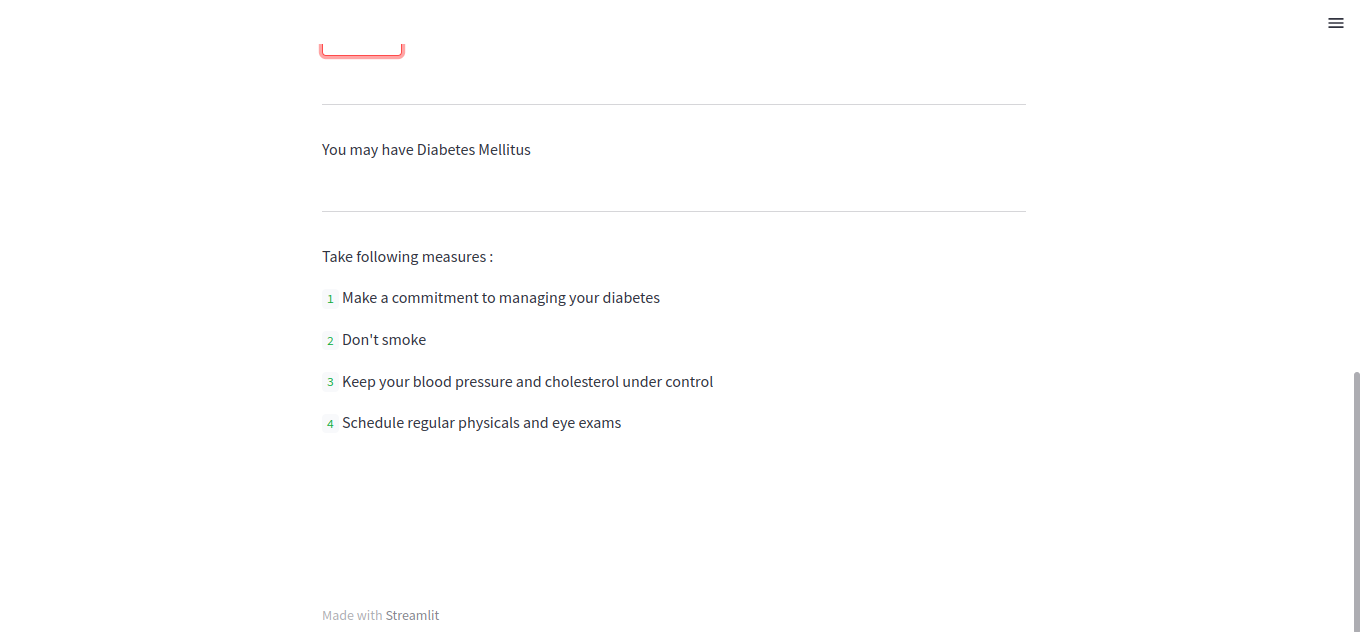 You may have Diabetes Mellitus
Take following measures :
1 Make a commitment to managing your diabetes
2 Don't smoke
3 Keep your blood pressure and cholesterol under control
4 Schedule regular physicals and eye exams
Made with Streamlit